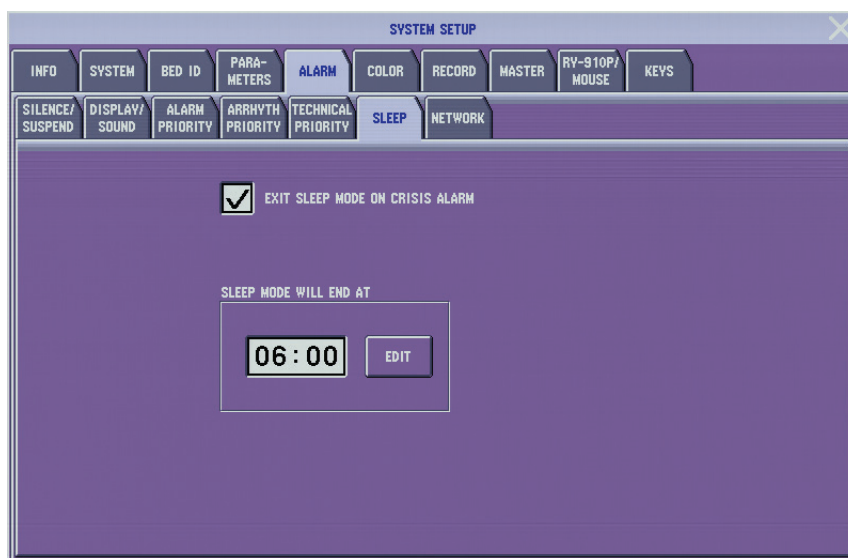 SYSTEM SETUP
INFO SYSTEM BED ID PARA-
METERS ALARM COLOR RECORD MASTER RY-910P/
MOUSE KEYS
SILENCE/
SUSPEND DISPLAY/
SOUND ALARM
PRIORITY ARRHYTH
PRIORITY TECHNICAL
PRIORITY SLEEP NETWORK
EXIT SLEEP MODE ON CRISIS ALARM
SLEEP MODE WILL END AT
06:00 EDIT